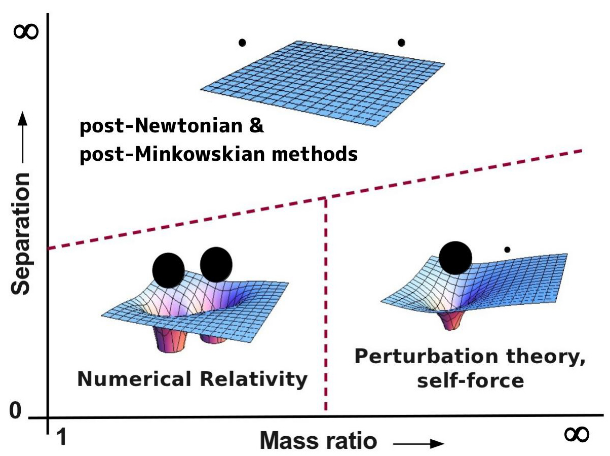 ∞
post-Newtonian &
post-Minkowskian methods
Separation
Numerical Relativity
Perturbation theory,
self-force
0
1
Mass ratio
∞